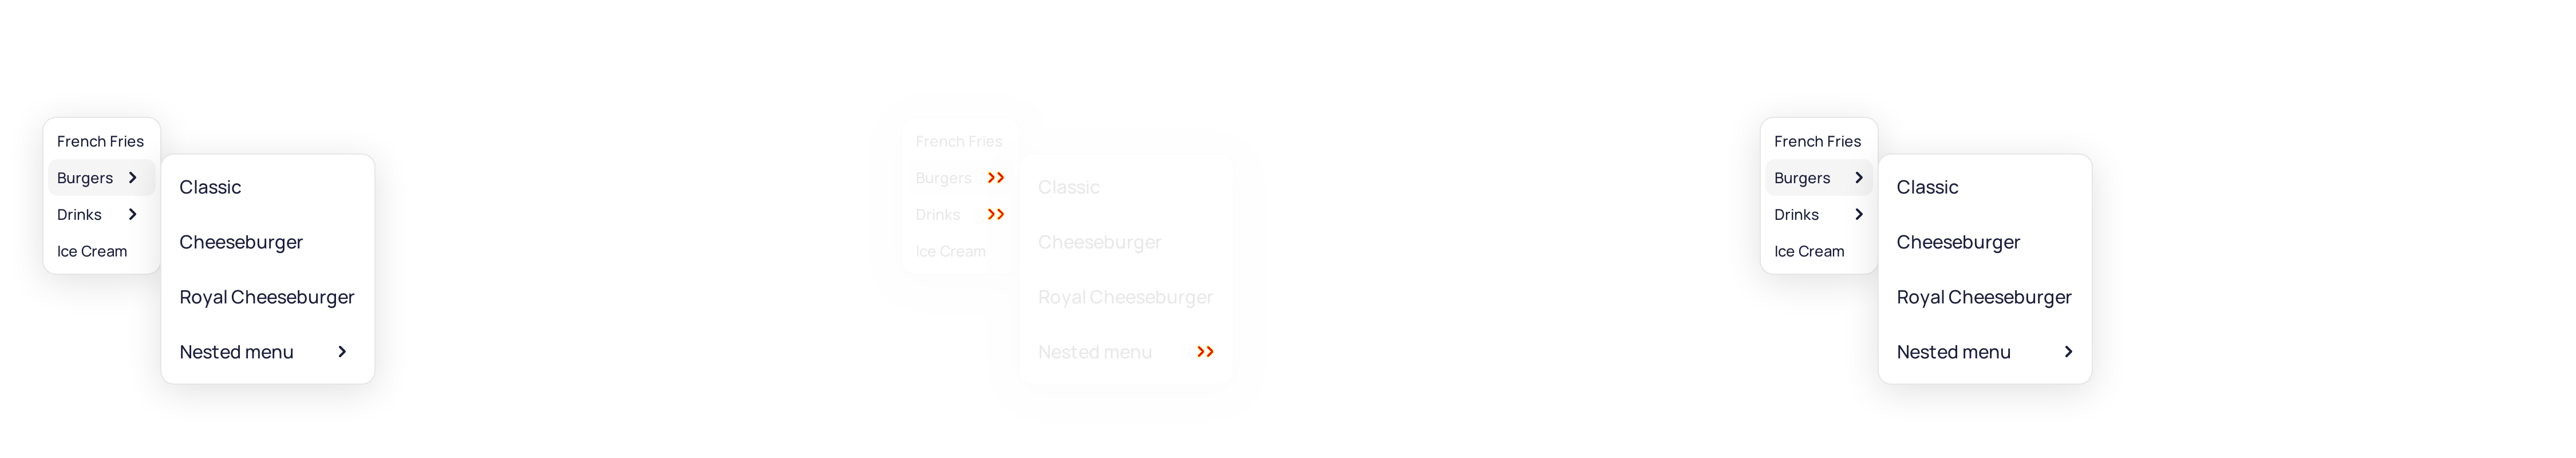 French Fries
Burgers
Drinks
Ice Cream
Classic
Cheeseburger
Royal Cheeseburger
Nested menu
French Fries
Burgers
Drinks
Ice Cream
Classic
Cheeseburger
Royal Cheeseburger
Nested menu
French Fries
Burgers
Drinks
Ice Cream
Classic
Cheeseburger
Royal Cheeseburger
Nested menu